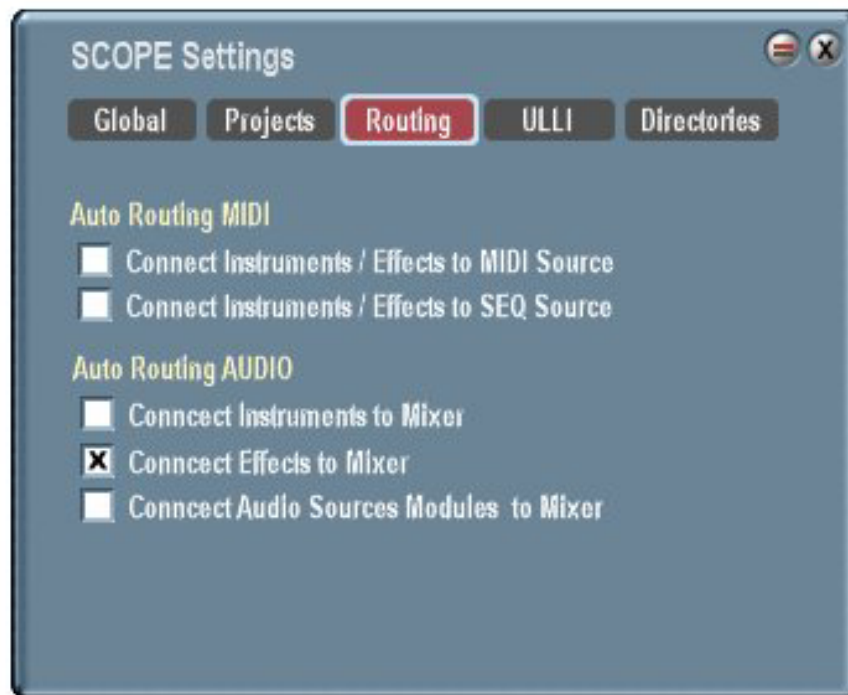 SCOPE Settings
Global Projects Routing ULLI Directories
Auto Routing MIDI
Connect Instruments / Effects to MIDI Source
Connect Instruments / Effects to SEQ Source
Auto Routing AUDIO
Conncect Instruments to Mixer
Conncect Effects to Mixer
Conncect Audio Sources Modules to Mixer